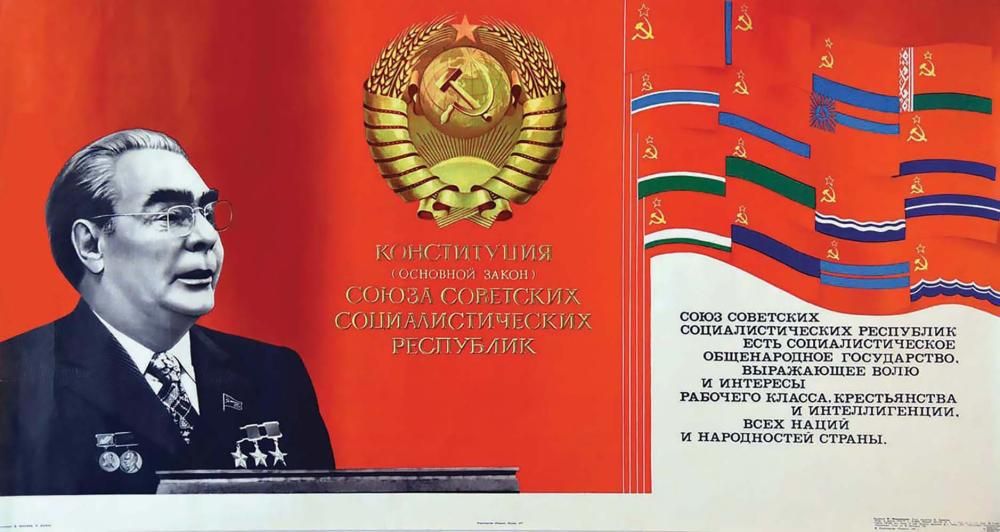 КОНСТИТУЦИЯ
(ОСНОВНОЙ ЗАКОН)
СОЮЗА СОВЕТСКИХ
СОЦИАЛИСТИЧЕСКИХ
РЕСПУБЛИК
СОЮЗ СОВЕТСКИХ
СОЦИАЛИСТИЧЕСКИХ РЕСПУБЛИК
ЕСТЬ СОЦИАЛИСТИЧЕСКОЕ
ОБЩЕНАРОДНОЕ ГОСУДАРСТВО,
ВЫРАЖАЮЩЕЕ ВОЛЮ
И ИНТЕРЕСЫ
РАБОЧЕГО КЛАССА, КРЕСТЬЯНСТВА
И ИНТЕЛЛИГЕНЦИИ,
ВСЕХ НАЦИЙ
И НАРОДНОСТЕЙ СТРАНЫ.